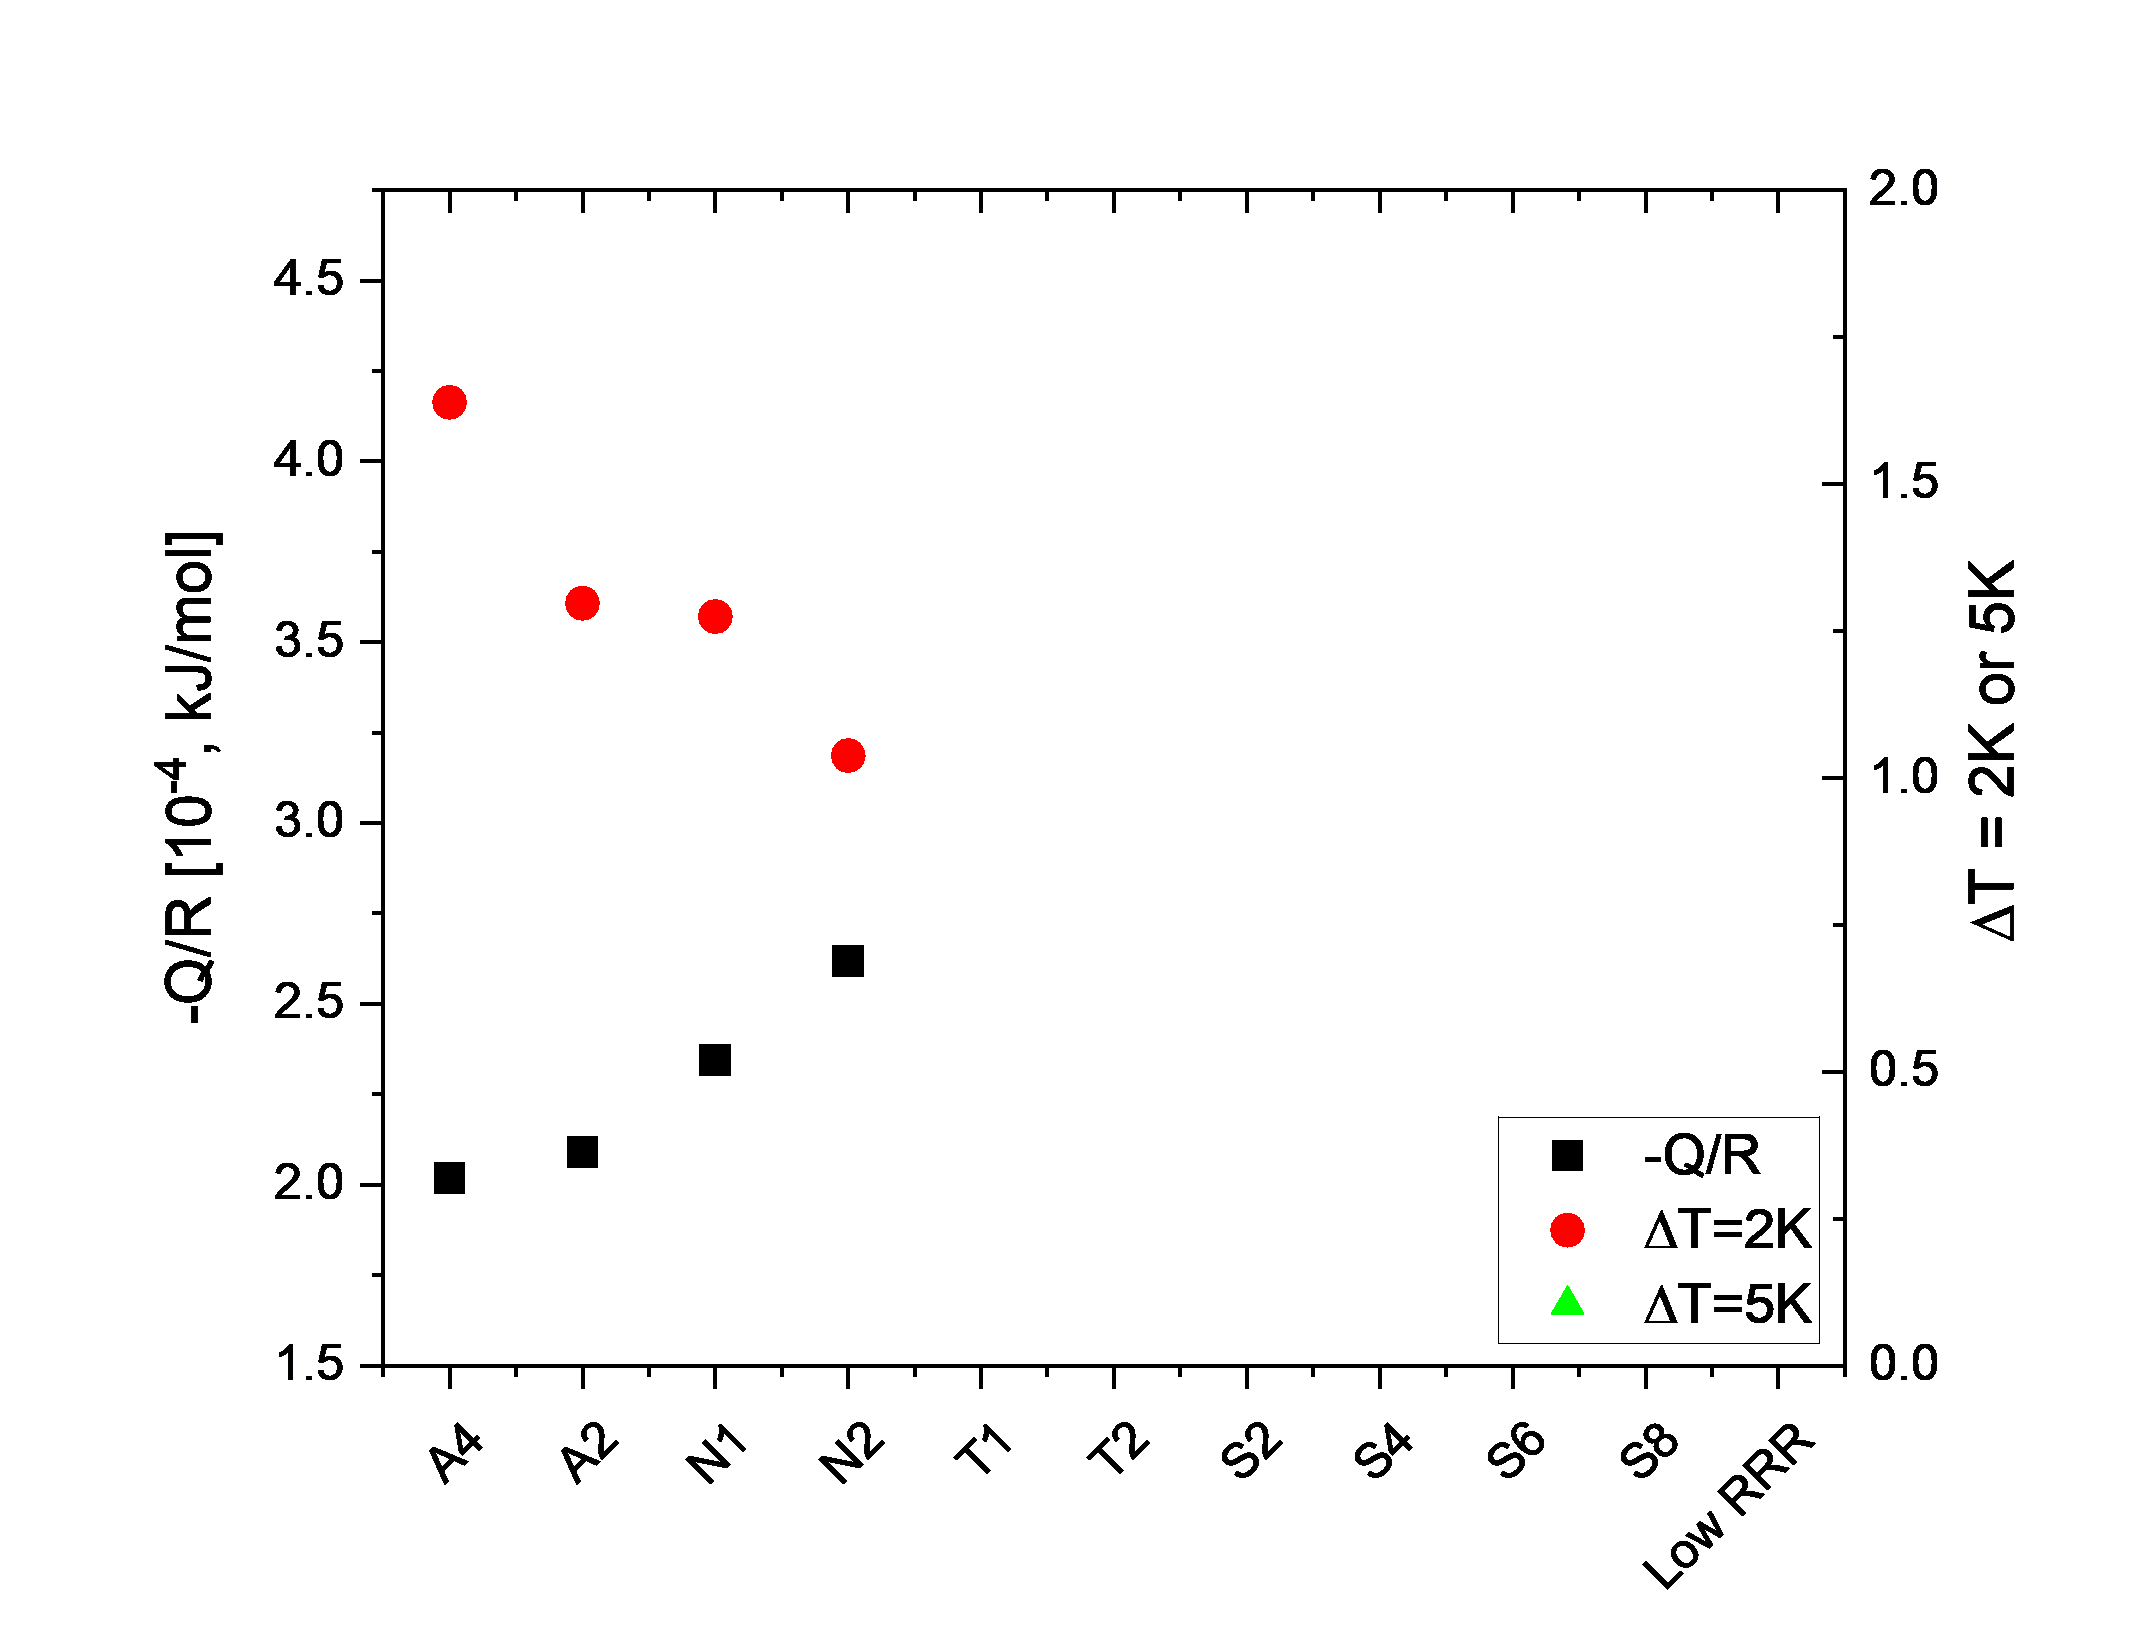 2.0
4.5
4.0
1.5
3.5
1.0
3.0
2.5
0.5
2.0
1.5
0.0
-Q/R [10-4, kJ/mol]
ΔT = 2K or 5K
-Q/R
ΔT=2K
ΔT=5K
A4
A2
N1
N2
T1
T2
S2
S4
S6
S8
Low RRR